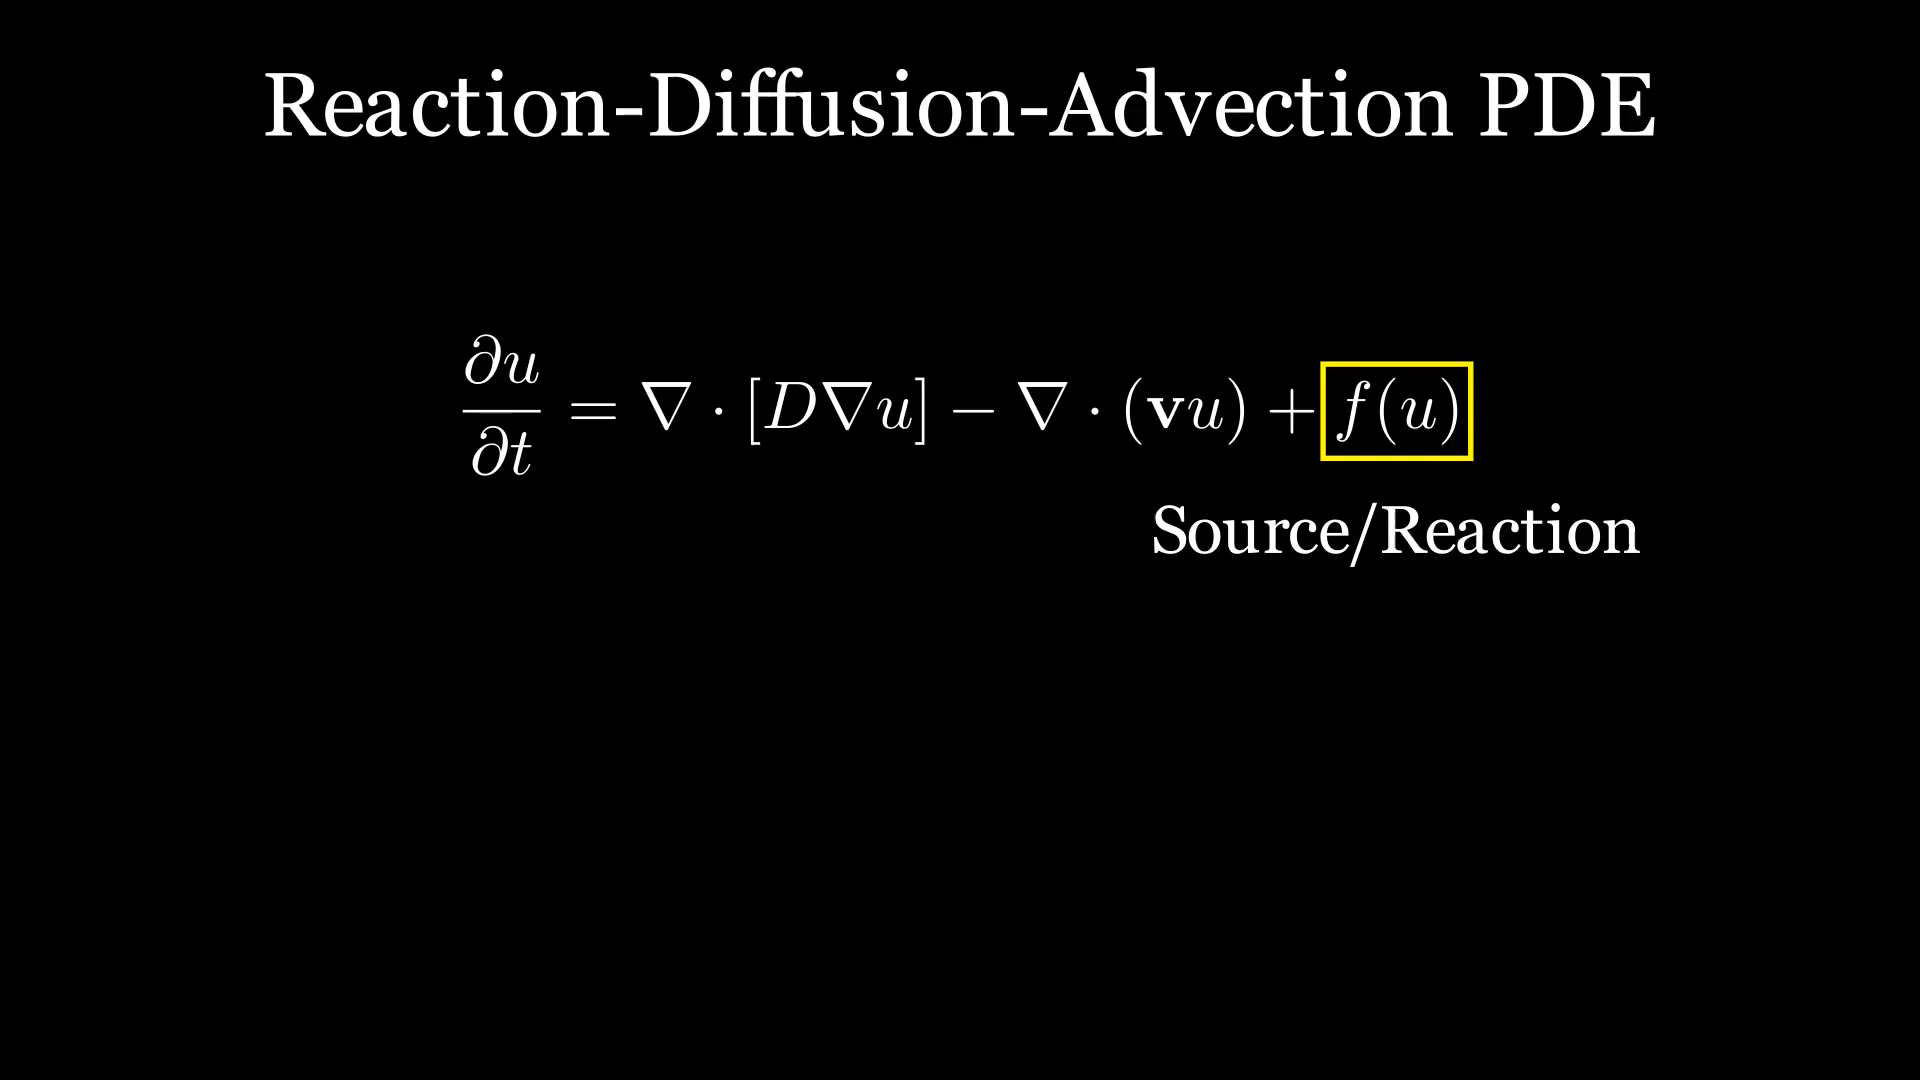 Reaction-Diffusion-Advection PDE
∂u/∂t = ∇ · [D∇u] − ∇ · (𝐯u) + f(u)
Source/Reaction